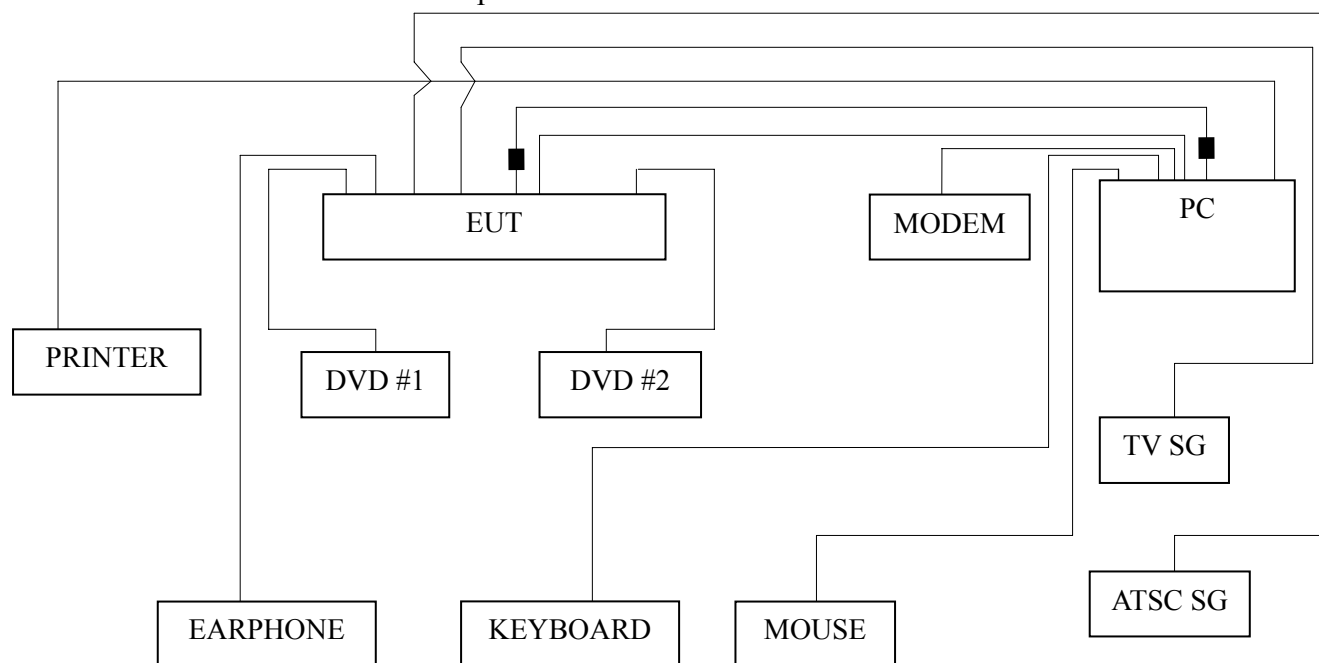 EUT
MODEM
PC
PRINTER
DVD #1
DVD #2
TV SG
ATSC SG
EARPHONE
KEYBOARD
MOUSE